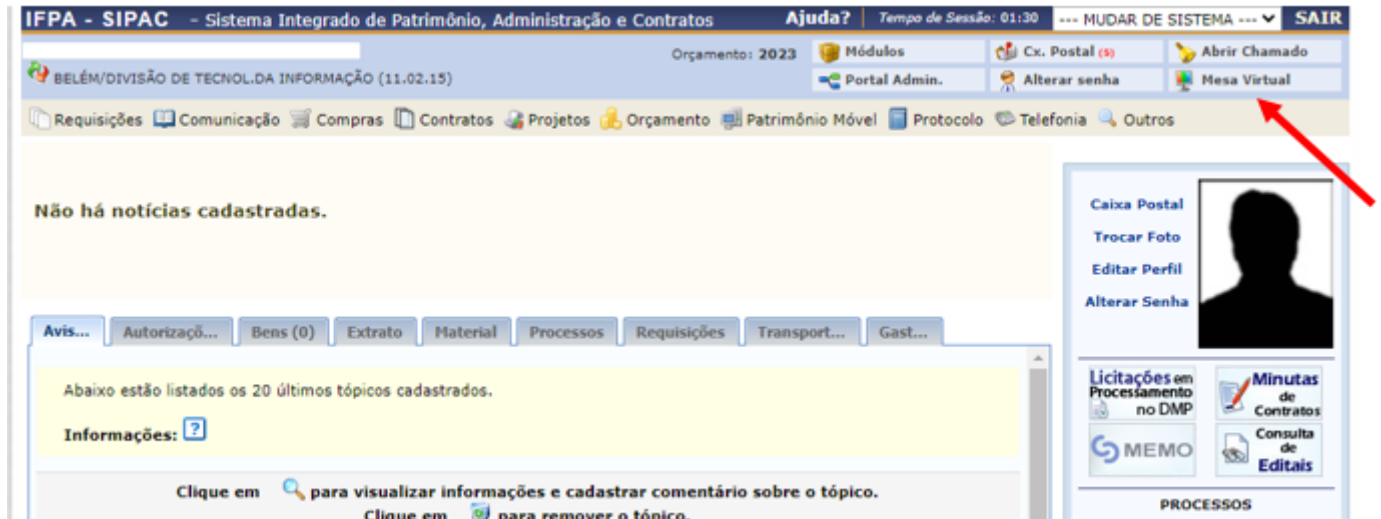 IFPA - SIPAC - Sistema Integrado de Patrimônio, Administração e Contratos Ajuda? Tempo de Sessão: 01:30 --- MUDAR DE SISTEMA --- SAIR
Orçamento: 2023 Módulos Cx. Postal (5) Abrir Chamado
BELÉM/DIVISÃO DE TECNOL.DA INFORMAÇÃO (11.02.15) Portal Admin. Alterar senha Mesa Virtual
Requisições Comunicação Compras Contratos Projetos Orçamento Patrimônio Móvel Protocolo Telefonia Outros
Não há notícias cadastradas.
Caixa Postal
Trocar Foto
Editar Perfil
Alterar Senha
Avis... Autorizaçõ... Bens (0) Extrato Material Processos Requisições Transport... Gast...
Abaixo estão listados os 20 últimos tópicos cadastrados.
Informações: ?
Clique em para visualizar informações e cadastrar comentário sobre o tópico.
Clique em para remover o tópico.
Licitações em
Processamento
no DMP
Minutas
de
Contratos
MEMO
Consulta
de
Editais
PROCESSOS